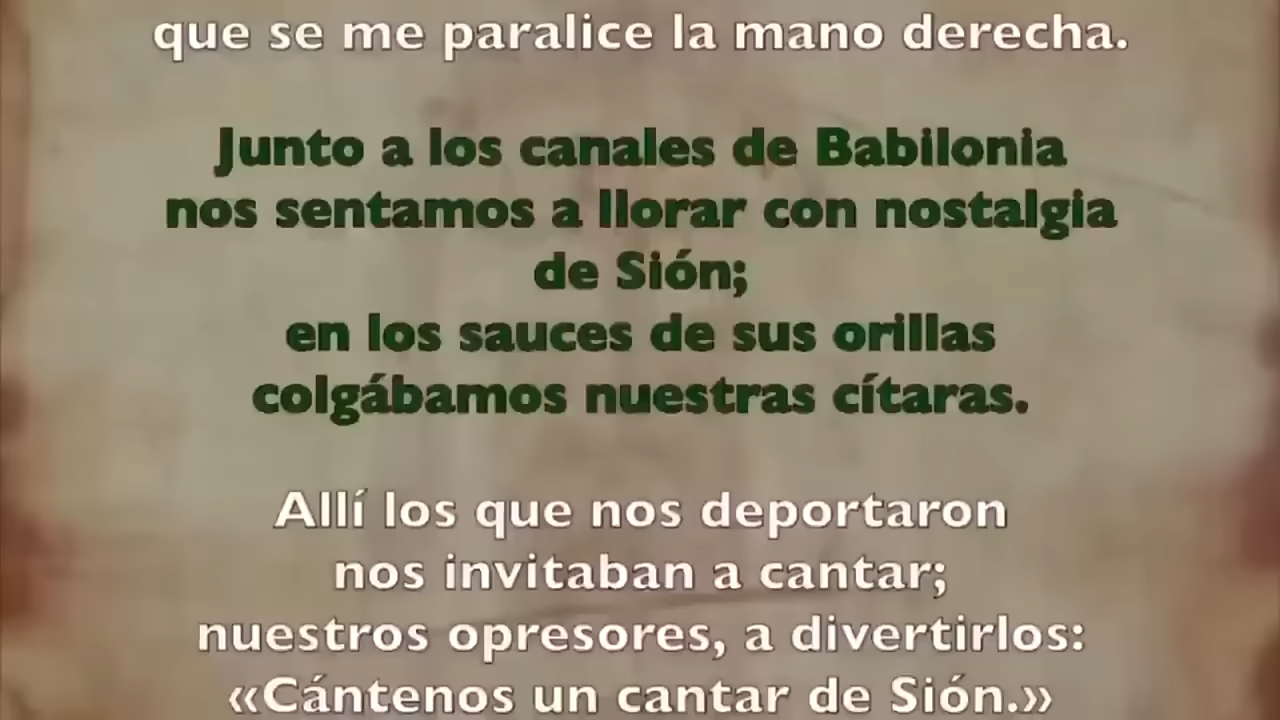 que se me paralice la mano derecha.
Junto a los canales de Babilonia
nos sentamos a llorar con nostalgia
de Sión;
en los sauces de sus orillas
colgábamos nuestras cítaras.
Allí los que nos deportaron
nos invitaban a cantar;
nuestros opresores, a divertirlos:
«Cántenos un cantar de Sión.»